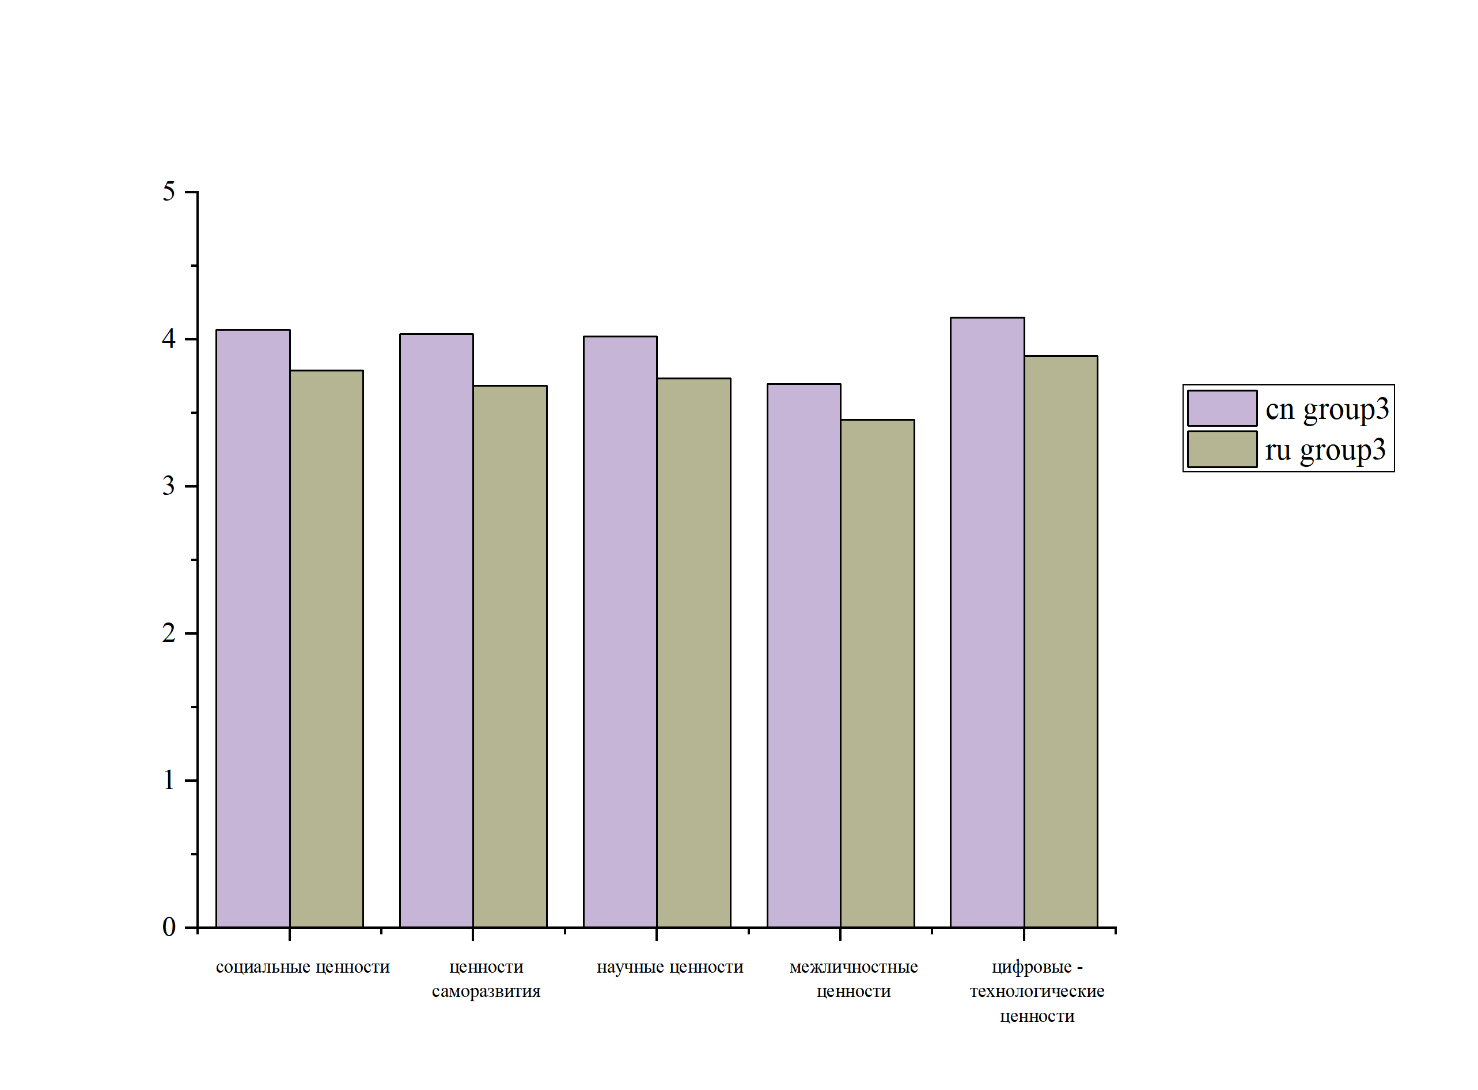 5
4
3
2
1
0
социальные ценности
ценности
саморазвития
научные ценности
межличностные
ценности
цифровые -
технологические
ценности
cn group3
ru group3